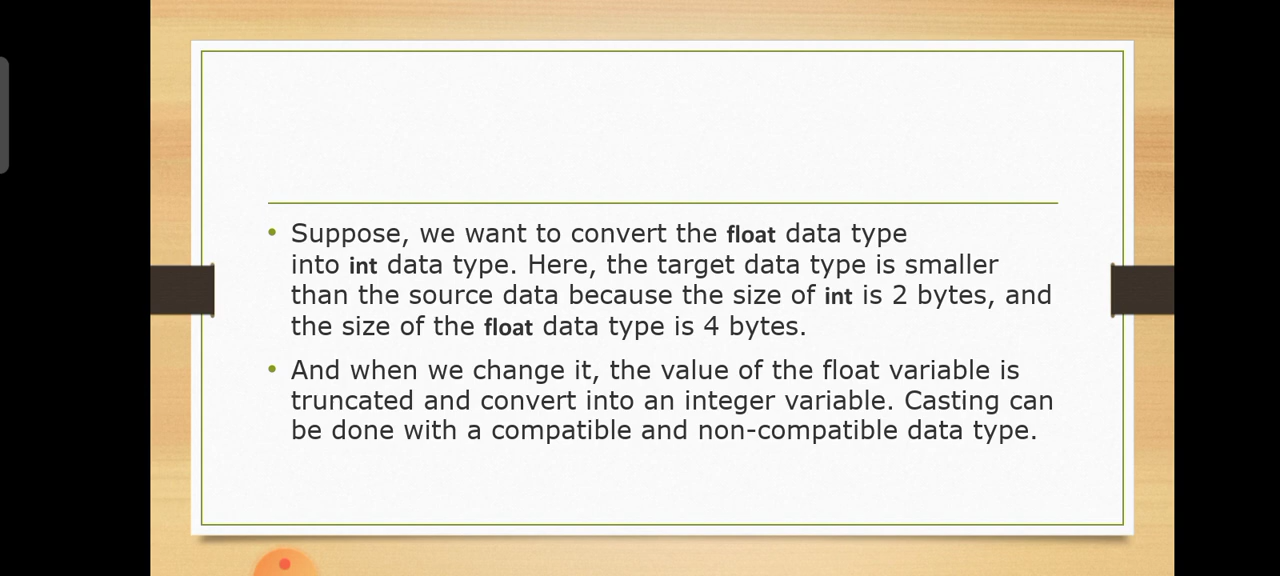 • Suppose, we want to convert the float data type
into int data type. Here, the target data type is smaller
than the source data because the size of int is 2 bytes, and
the size of the float data type is 4 bytes.
• And when we change it, the value of the float variable is
truncated and convert into an integer variable. Casting can
be done with a compatible and non-compatible data type.